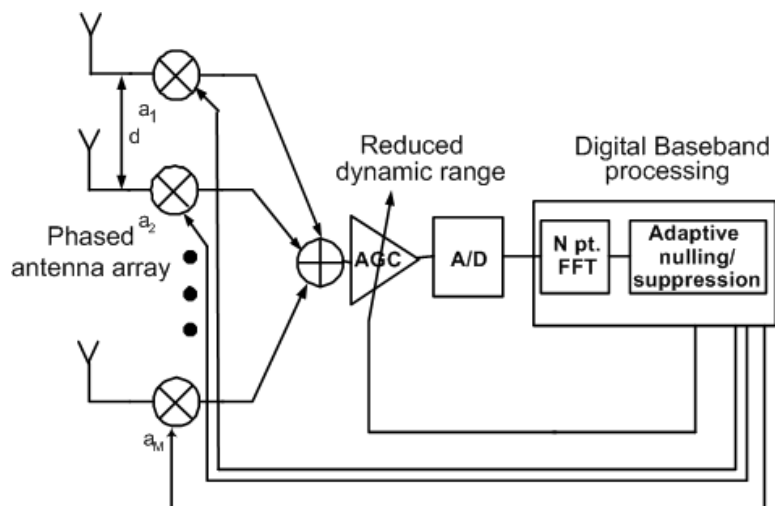 a1
d
a2
Phased
antenna array
aM
Reduced
dynamic range
AGC
A/D
Digital Baseband
processing
N pt.
FFT
Adaptive
nulling/
suppression